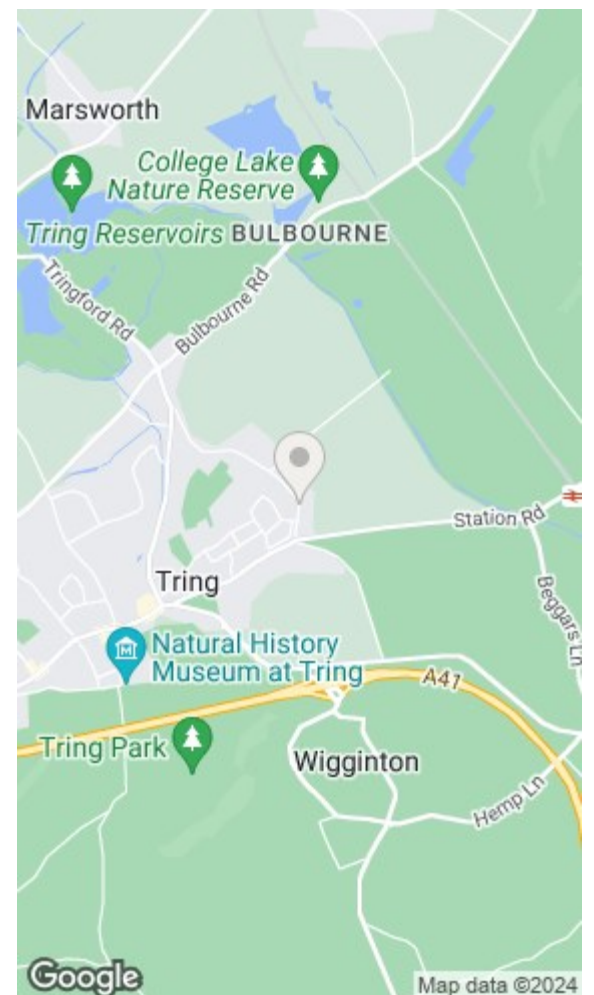 Marsworth
College Lake
Nature Reserve
Tring Reservoirs
BULBOURNE
Tringford Rd
Bulbourne Rd
Station Rd
Tring
Beggars Ln
Natural History
Museum at Tring
A41
Tring Park
Wigginton
Hemp Ln
Google
Map data ©2024